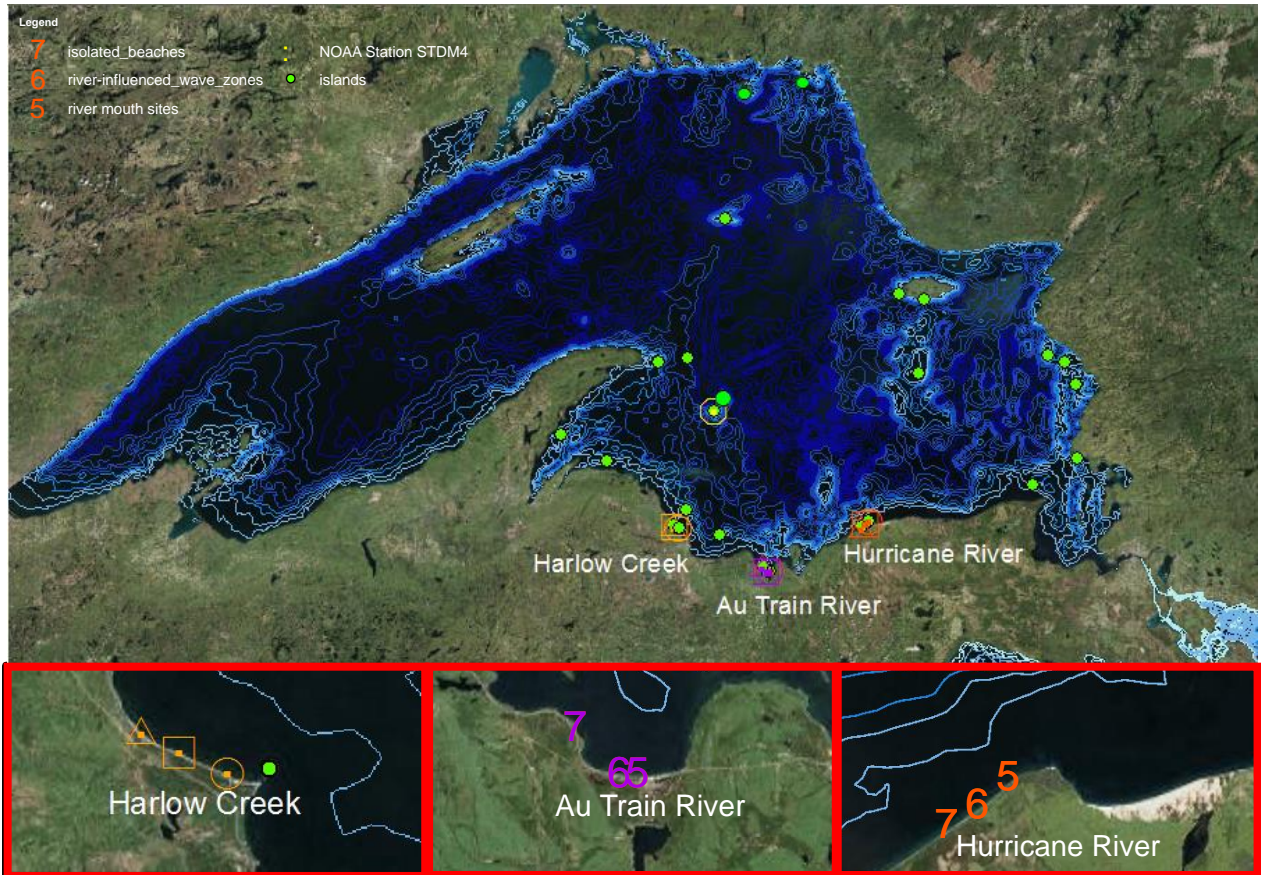 Legend
7 isolated_beaches
NOAA Station STDM4
6 river-influenced_wave_zones
islands
5 river mouth sites
Harlow Creek
Hurricane River
Au Train River
Harlow Creek
7
65
Au Train River
5
6
7
Hurricane River